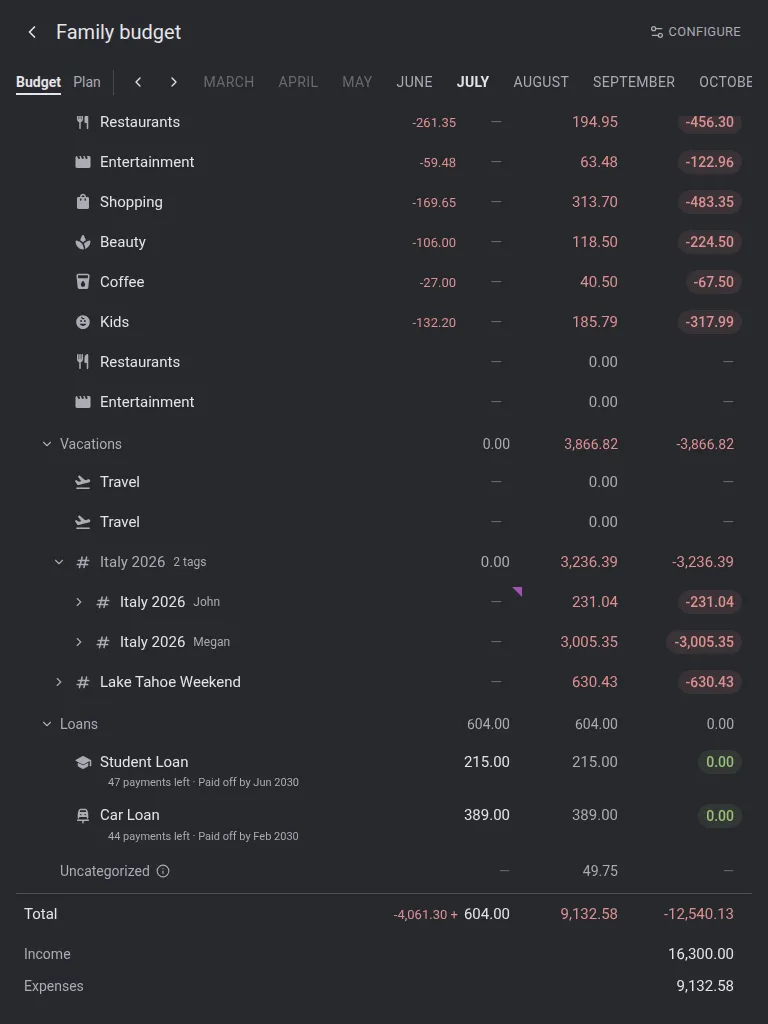 Family budget CONFIGURE
Budget Plan MARCH APRIL MAY JUNE JULY AUGUST SEPTEMBER OCTOBE
Restaurants -261.35 — 194.95 -456.30
Entertainment -59.48 — 63.48 -122.96
Shopping -169.65 — 313.70 -483.35
Beauty -106.00 — 118.50 -224.50
Coffee -27.00 — 40.50 -67.50
Kids -132.20 — 185.79 -317.99
Restaurants — 0.00 —
Entertainment — 0.00 —
Vacations 0.00 3,866.82 -3,866.82
Travel — 0.00 —
Travel — 0.00 —
# Italy 2026 2 tags 0.00 3,236.39 -3,236.39
# Italy 2026 John — 231.04 -231.04
# Italy 2026 Megan — 3,005.35 -3,005.35
# Lake Tahoe Weekend — 630.43 -630.43
Loans 604.00 604.00 0.00
Student Loan 215.00 215.00 0.00
47 payments left · Paid off by Jun 2030
Car Loan 389.00 389.00 0.00
44 payments left · Paid off by Feb 2030
Uncategorized — 49.75 —
Total -4,061.30 + 604.00 9,132.58 -12,540.13
Income 16,300.00
Expenses 9,132.58